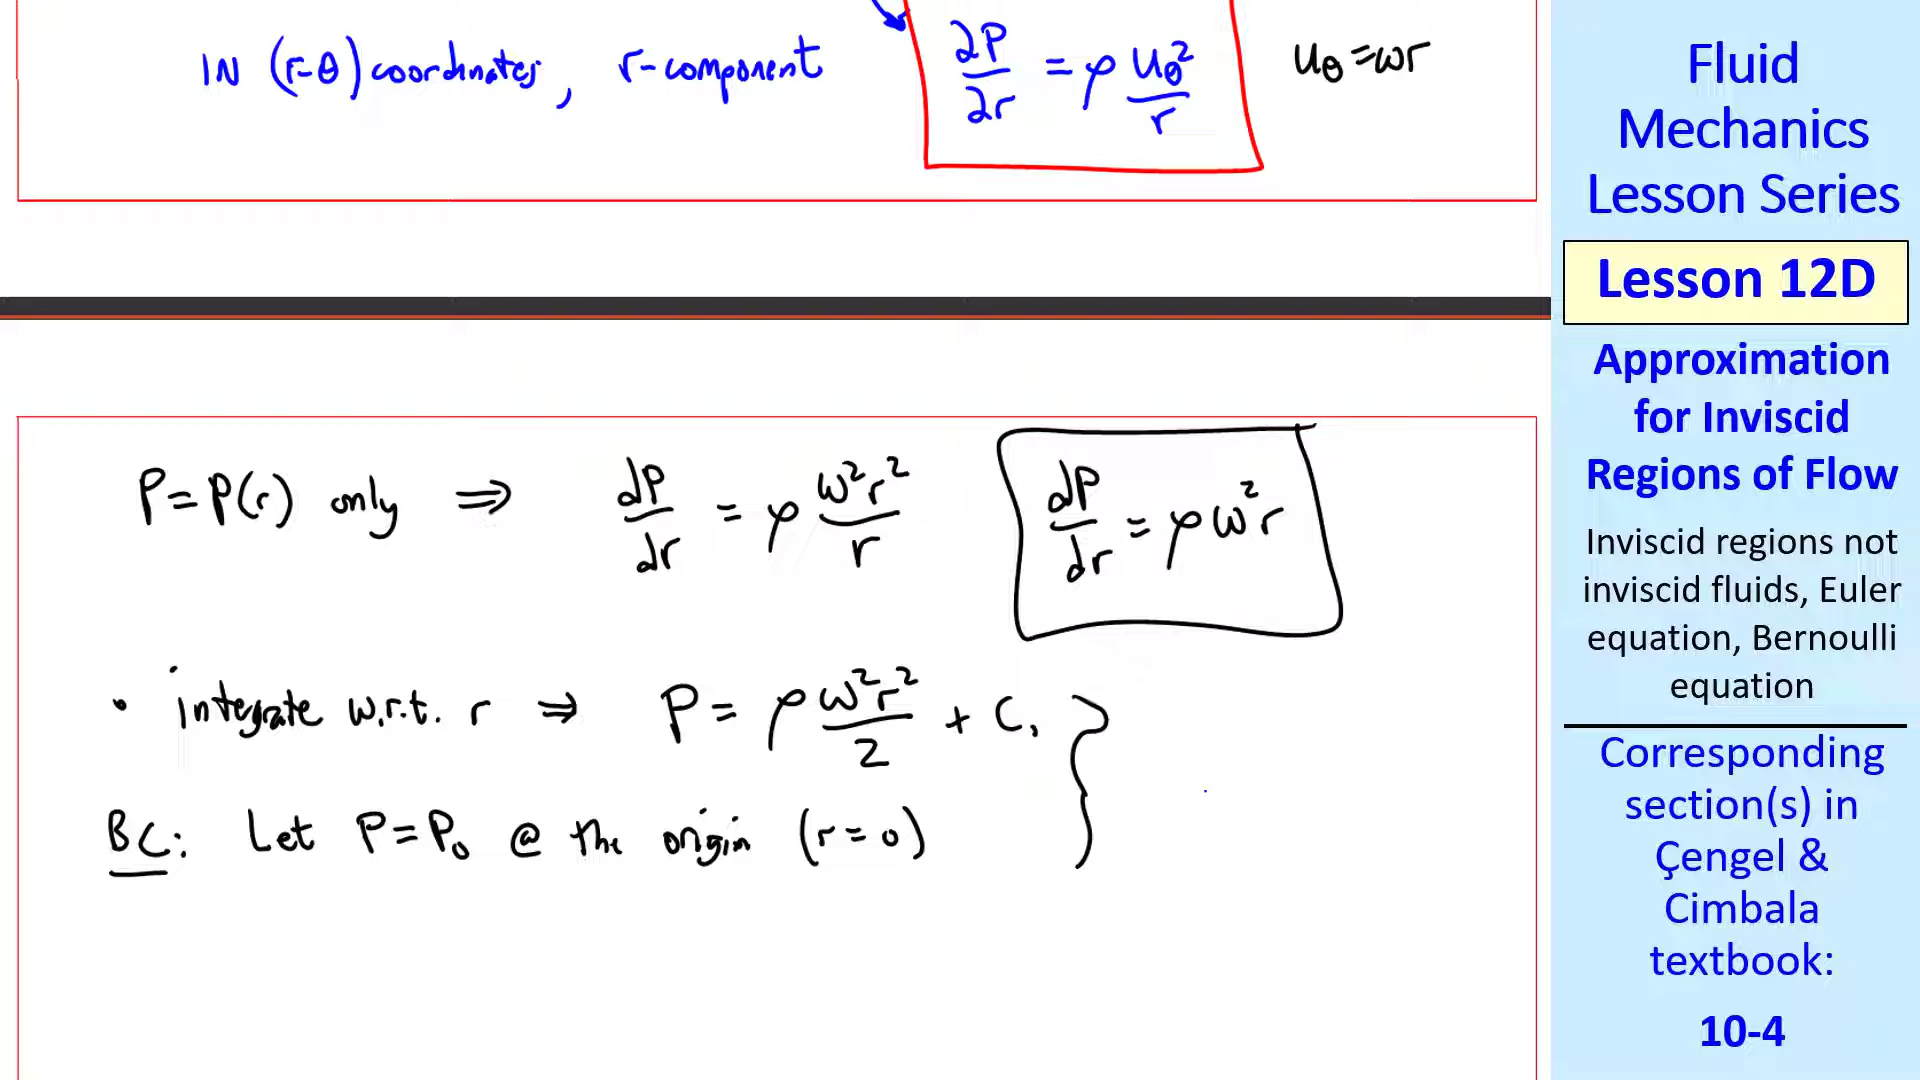 IN (r-θ) coordinates, r-component ∂P/∂r = ρ u_θ²/r u_θ = ωr
P = P(r) only ⇒ dP/dr = ρ ω²r²/r dP/dr = ρω²r
• integrate w.r.t. r ⇒ P = ρ ω²r²/2 + C₁
BC: Let P = P₀ @ the origin (r = 0)
Fluid
Mechanics
Lesson Series
Lesson 12D
Approximation
for Inviscid
Regions of Flow
Inviscid regions not
inviscid fluids, Euler
equation, Bernoulli
equation
Corresponding
section(s) in
Çengel &
Cimbala
textbook:
10-4